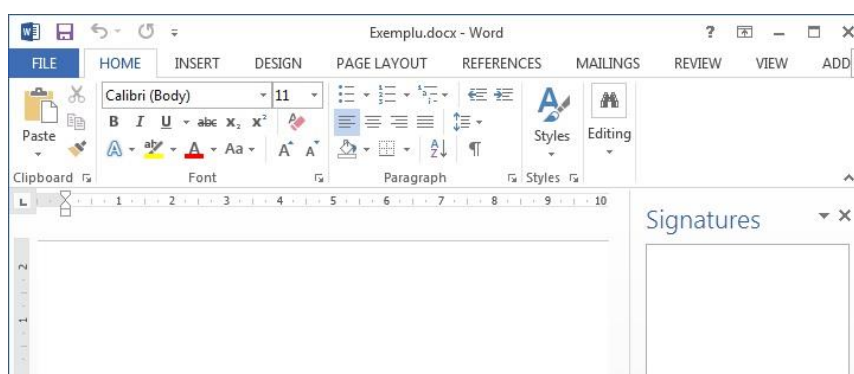 Exemplu.docx - Word
FILE HOME INSERT DESIGN PAGE LAYOUT REFERENCES MAILINGS REVIEW VIEW ADD
Calibri (Body) 11
Paste B I U abc x₂ x² Styles Editing
A ab A Aa A A
Clipboard Font Paragraph Styles
L 1 2 3 4 5 6 7 8 9 10
Signatures
2
1